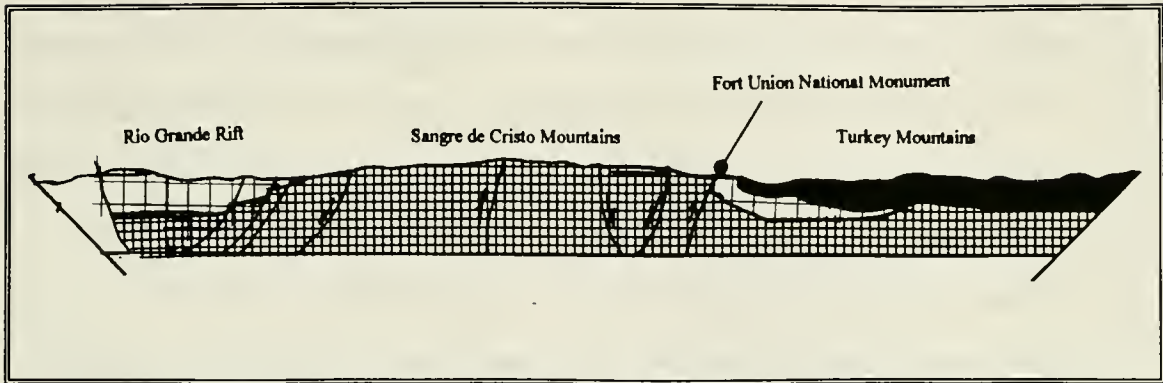 Fort Union National Monument
Rio Grande Rift
Sangre de Cristo Mountains
Turkey Mountains